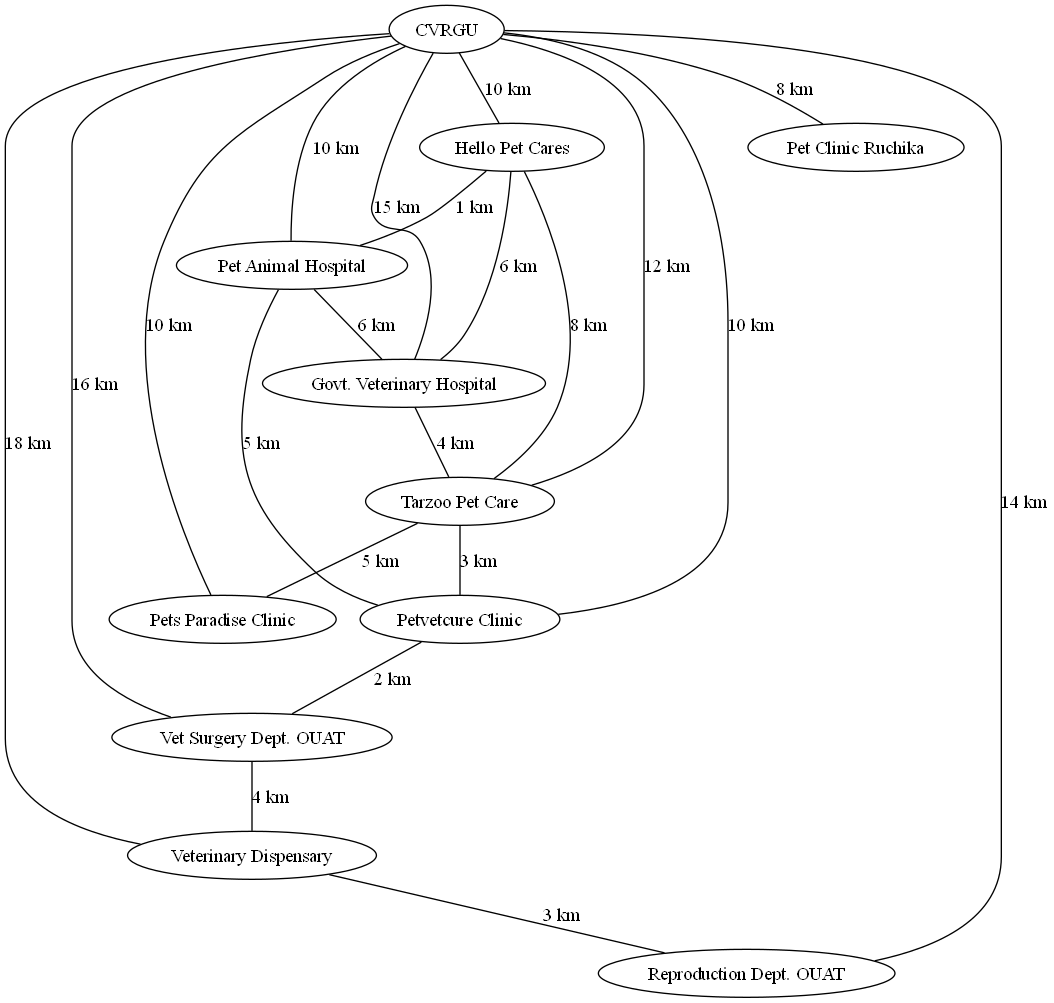 CVRGU
10 km
8 km
Hello Pet Cares
Pet Clinic Ruchika
10 km
15 km
1 km
Pet Animal Hospital
6 km
12 km
10 km
6 km
8 km
10 km
16 km
Govt. Veterinary Hospital
18 km
5 km
4 km
Tarzoo Pet Care
14 km
5 km
3 km
Pets Paradise Clinic
Petvetcure Clinic
2 km
Vet Surgery Dept. OUAT
4 km
Veterinary Dispensary
3 km
Reproduction Dept. OUAT